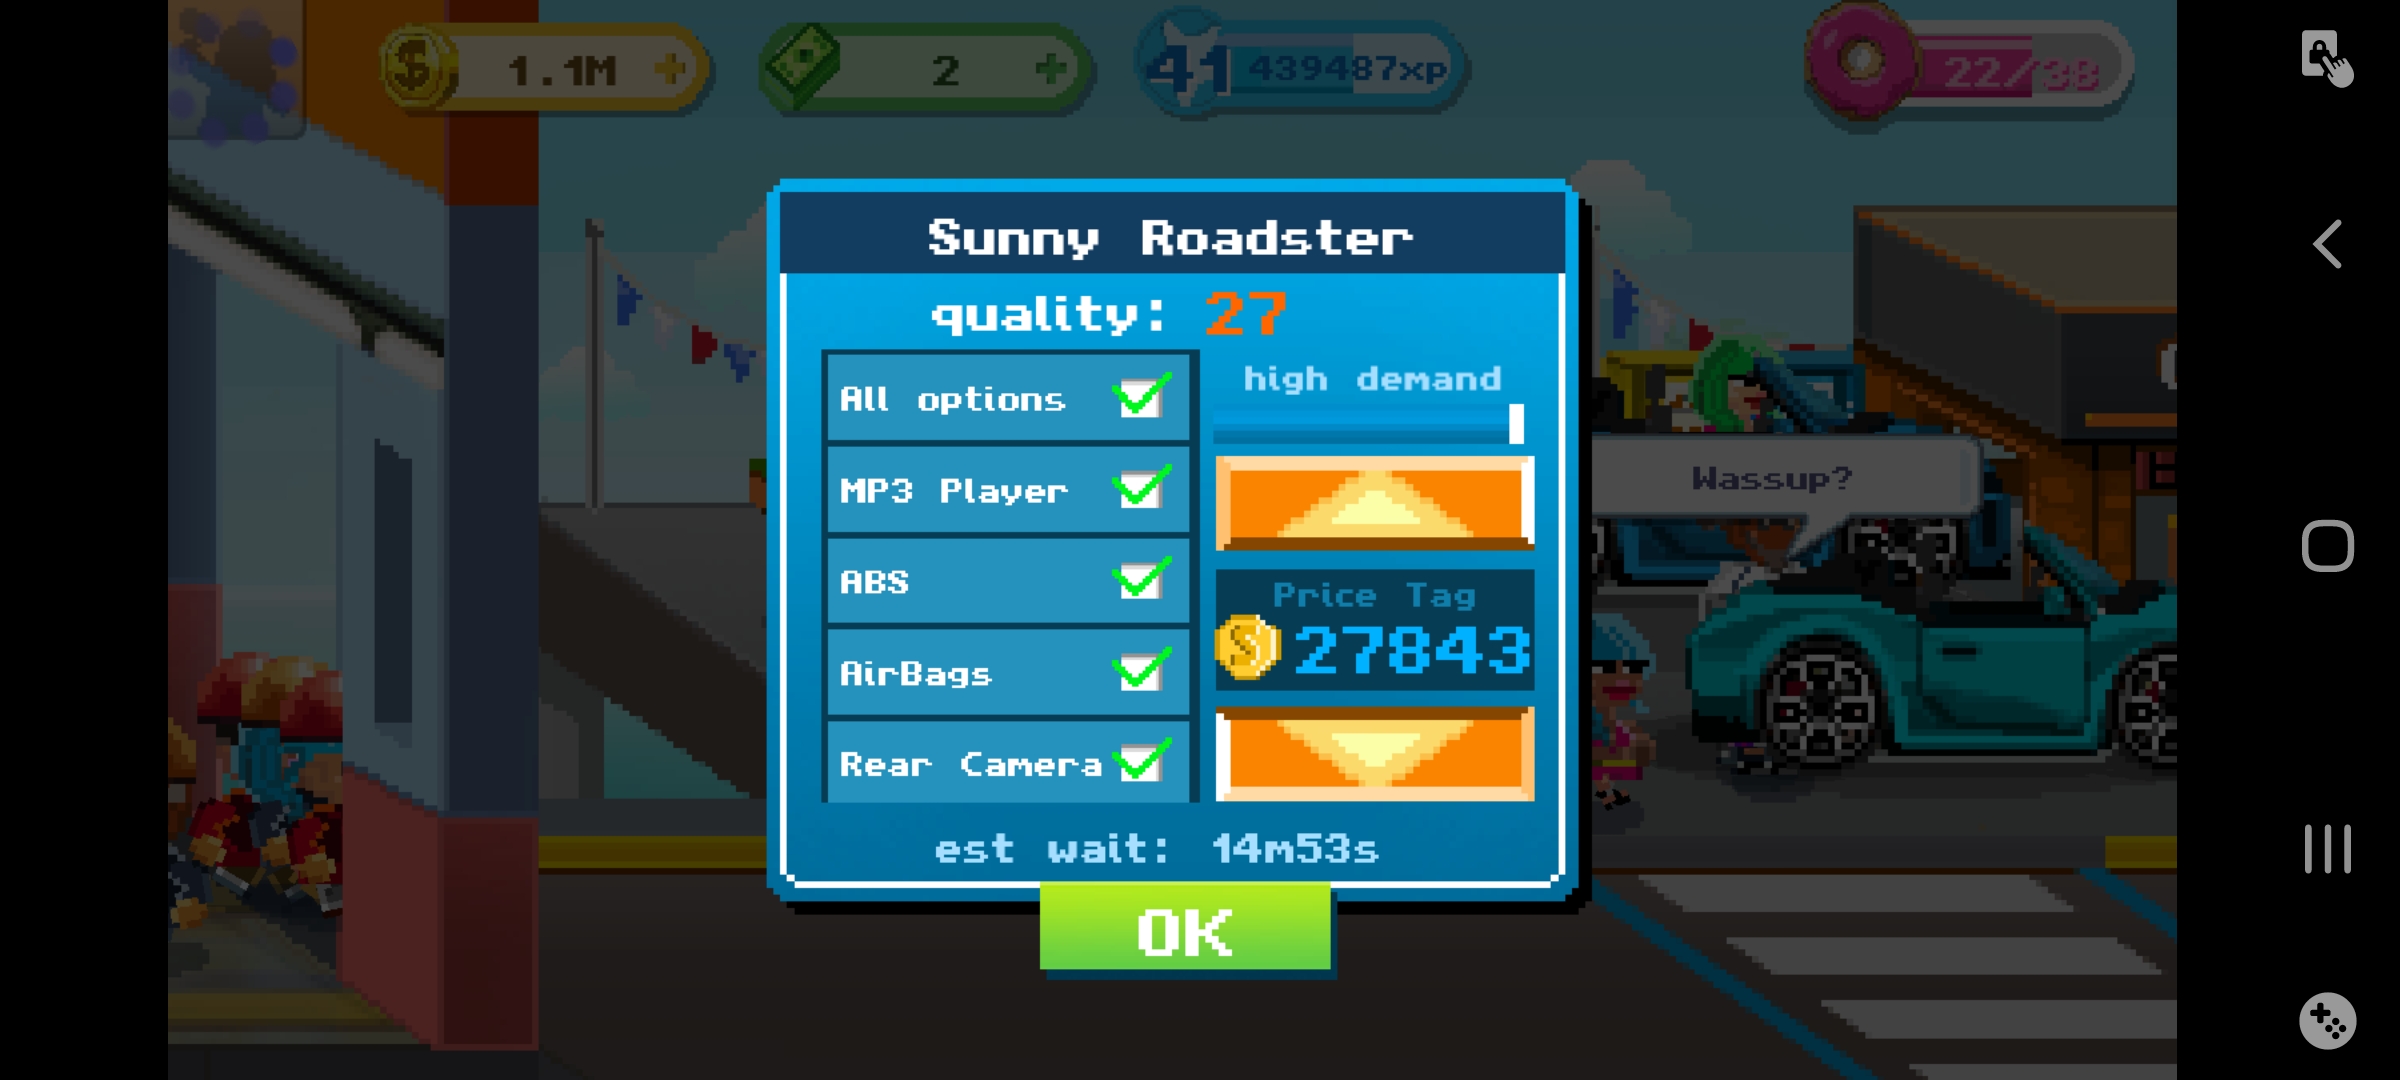 1.1M
2
41 439487xp
22/38
Sunny Roadster
quality: 27
All options
MP3 Player
ABS
AirBags
Rear Camera
high demand
Price Tag
27843
est wait: 14m53s
OK
Wassup?